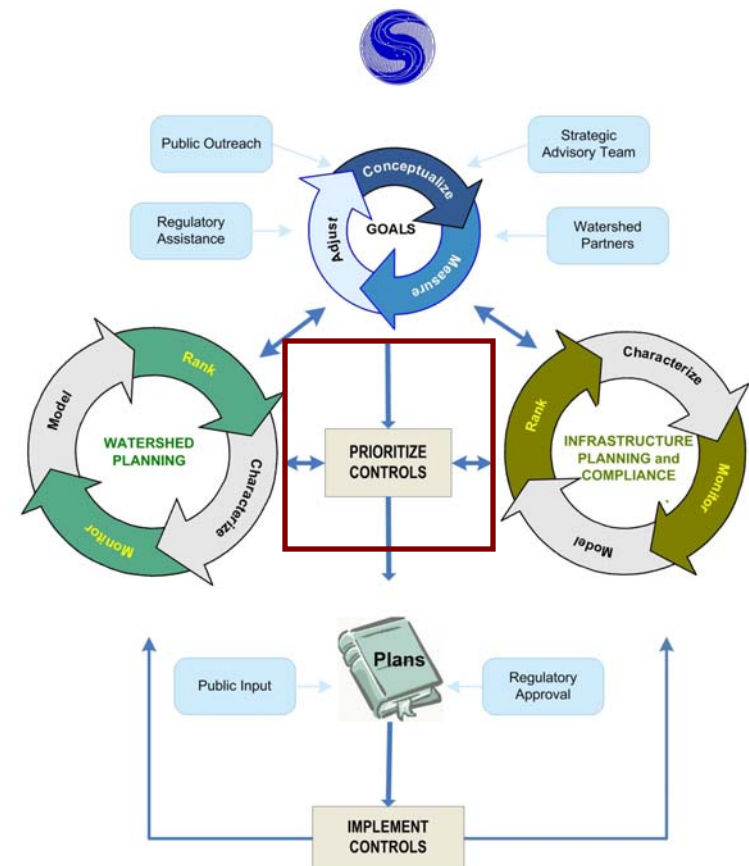 Public Outreach
Strategic
Advisory Team
Regulatory
Assistance
Watershed
Partners
Conceptualize
Measure
Adjust
GOALS
Rank
Characterize
Monitor
Model
WATERSHED
PLANNING
PRIORITIZE
CONTROLS
Characterize
Monitor
Model
Rank
INFRASTRUCTURE
PLANNING and
COMPLIANCE
.
Plans
Public Input
Regulatory
Approval
IMPLEMENT
CONTROLS